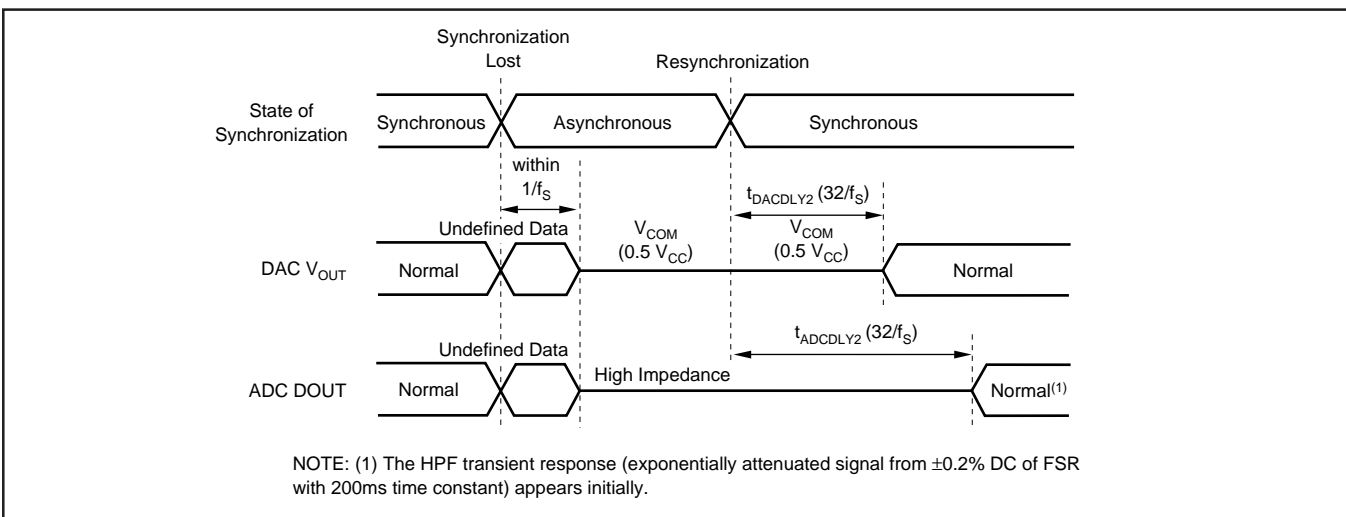 Synchronization
Lost
Resynchronization
State of
Synchronization
Synchronous
Asynchronous
Synchronous
within
1/fS
tDACDLY2 (32/fS)
Undefined Data
VCOM
(0.5 VCC)
VCOM
(0.5 VCC)
DAC VOUT
Normal
Normal
tADCDLY2 (32/fS)
Undefined Data
High Impedance
ADC DOUT
Normal
Normal(1)
NOTE: (1) The HPF transient response (exponentially attenuated signal from ±0.2% DC of FSR
with 200ms time constant) appears initially.